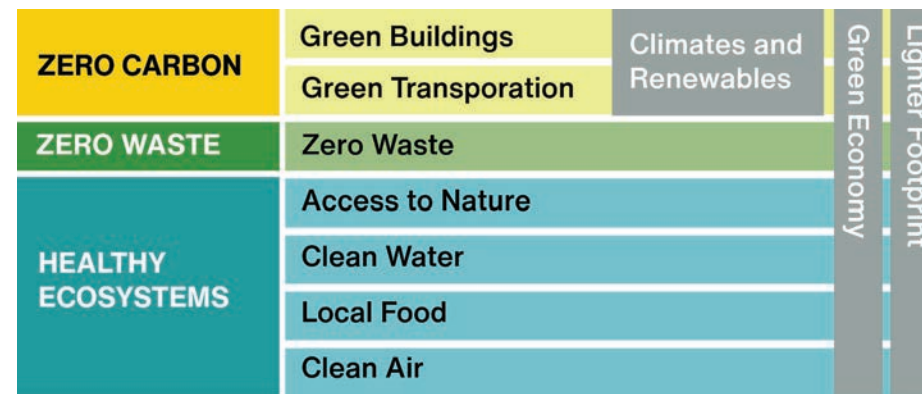 ZERO CARBON
Green Buildings
Green Transporation
Climates and
Renewables
ZERO WASTE
Zero Waste
HEALTHY
ECOSYSTEMS
Access to Nature
Clean Water
Local Food
Clean Air
Green Economy
Lighter Footprint